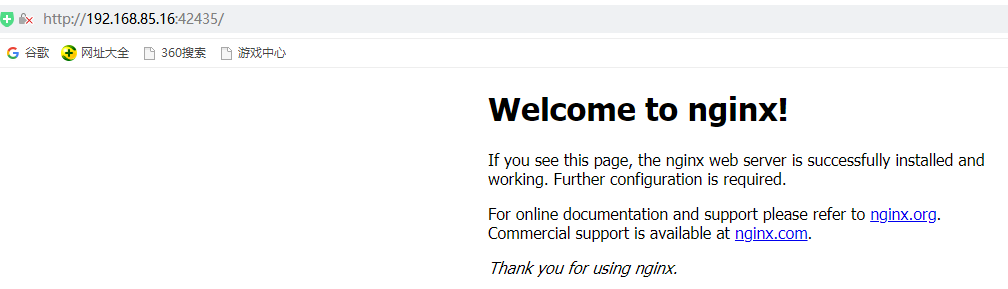 http://192.168.85.16:42435/
谷歌 网址大全 360搜索 游戏中心
Welcome to nginx!
If you see this page, the nginx web server is successfully installed and
working. Further configuration is required.
For online documentation and support please refer to nginx.org.
Commercial support is available at nginx.com.
Thank you for using nginx.